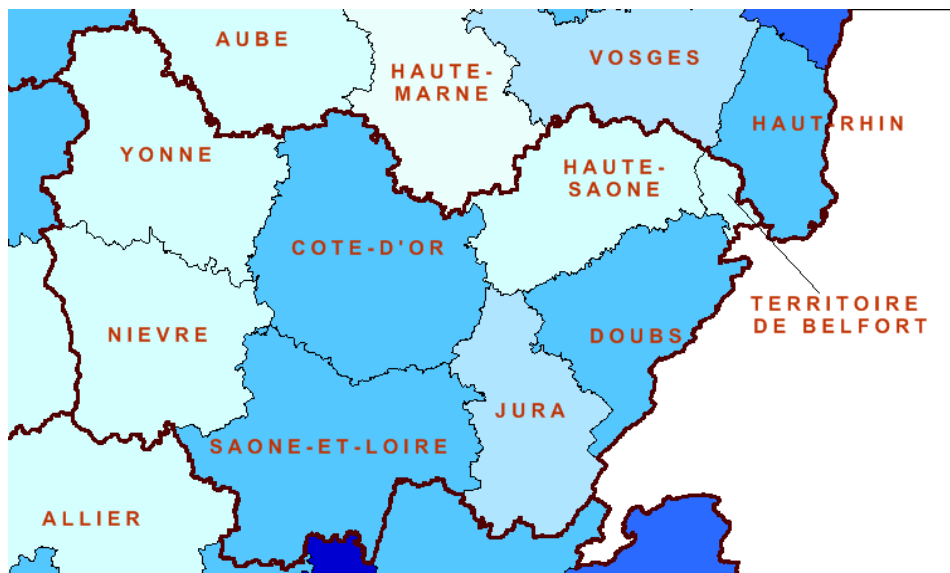 AUBE
HAUTE-
MARNE
VOSGES
HAUT-RHIN
YONNE
HAUTE-
SAONE
COTE-D'OR
TERRITOIRE
DE BELFORT
NIEVRE
DOUBS
JURA
SAONE-ET-LOIRE
ALLIER